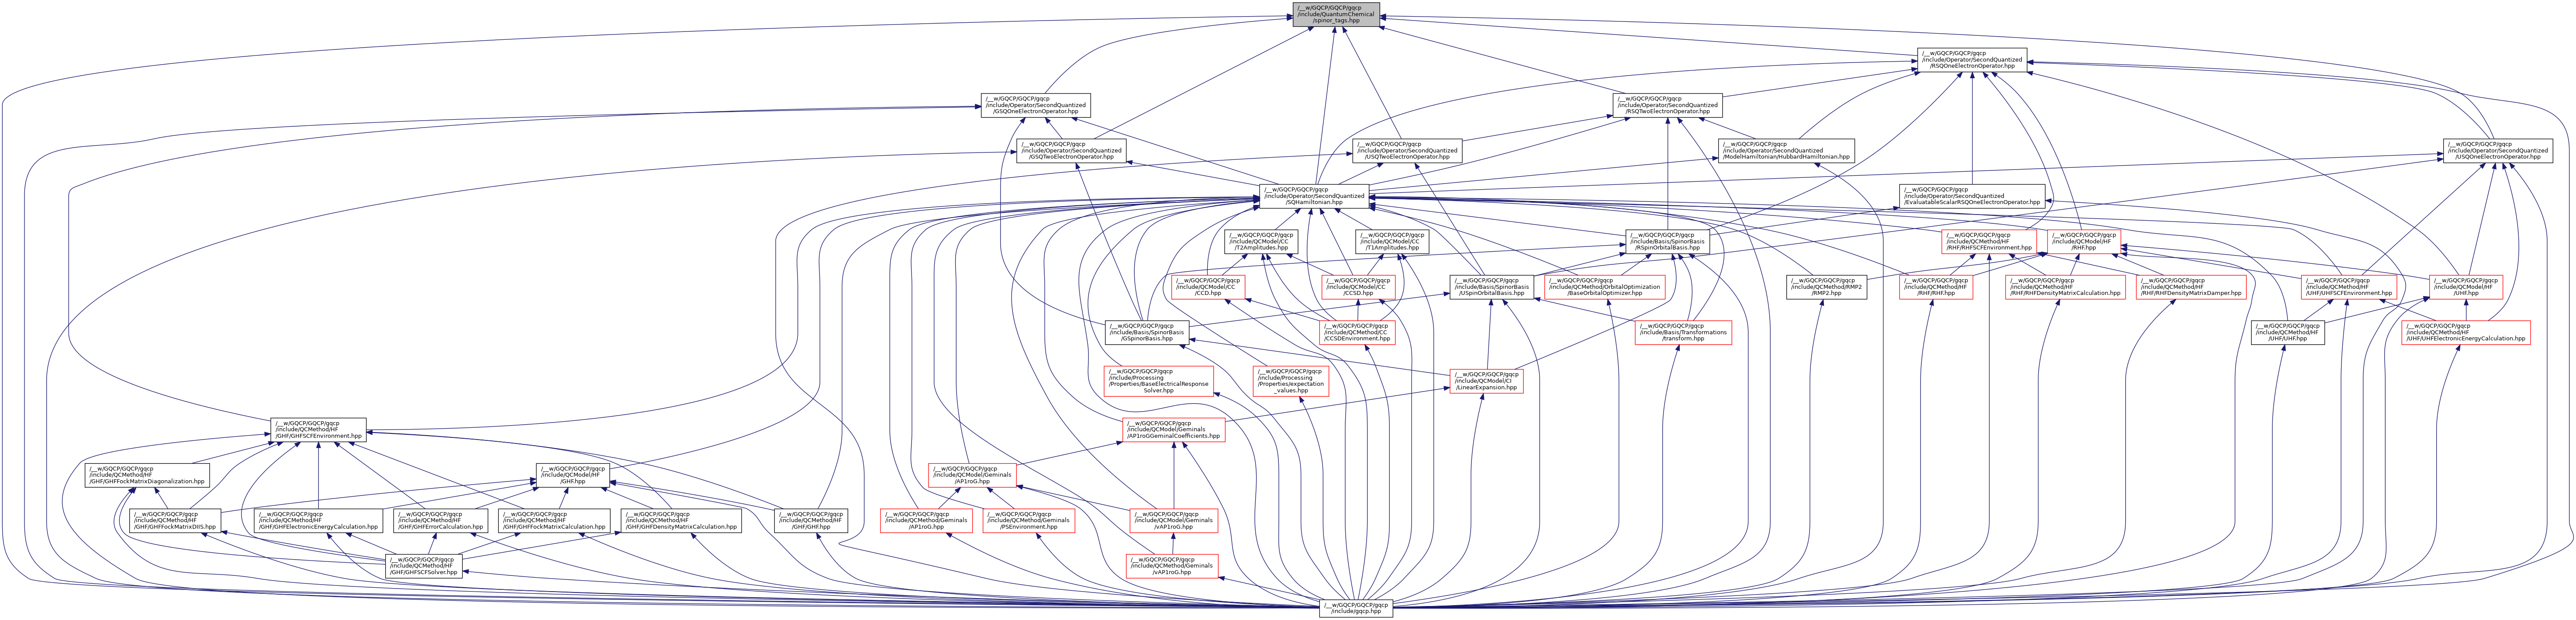 /__w/GQCP/GQCP/gqcp
/include/QuantumChemical
/spinor_tags.hpp
/__w/GQCP/GQCP/gqcp
/include/Operator/SecondQuantized
/RSQOneElectronOperator.hpp
/__w/GQCP/GQCP/gqcp
/include/Operator/SecondQuantized
/GSQOneElectronOperator.hpp
/__w/GQCP/GQCP/gqcp
/include/Operator/SecondQuantized
/RSQTwoElectronOperator.hpp
/__w/GQCP/GQCP/gqcp
/include/Operator/SecondQuantized
/GSQTwoElectronOperator.hpp
/__w/GQCP/GQCP/gqcp
/include/Operator/SecondQuantized
/USQTwoElectronOperator.hpp
/__w/GQCP/GQCP/gqcp
/include/Operator/SecondQuantized
/ModelHamiltonian/HubbardHamiltonian.hpp
/__w/GQCP/GQCP/gqcp
/include/Operator/SecondQuantized
/USQOneElectronOperator.hpp
/__w/GQCP/GQCP/gqcp
/include/Operator/SecondQuantized
/SQHamiltonian.hpp
/__w/GQCP/GQCP/gqcp
/include/Operator/SecondQuantized
/EvaluatableScalarRSQOneElectronOperator.hpp
/__w/GQCP/GQCP/gqcp
/include/QCModel/CC
/T2Amplitudes.hpp
/__w/GQCP/GQCP/gqcp
/include/QCModel/CC
/T1Amplitudes.hpp
/__w/GQCP/GQCP/gqcp
/include/Basis/SpinorBasis
/RSpinOrbitalBasis.hpp
/__w/GQCP/GQCP/gqcp
/include/QCMethod/HF
/RHF/RHFSCFEnvironment.hpp
/__w/GQCP/GQCP/gqcp
/include/QCModel/HF
/RHF.hpp
/__w/GQCP/GQCP/gqcp
/include/QCModel/CC
/CCD.hpp
/__w/GQCP/GQCP/gqcp
/include/QCModel/CC
/CCSD.hpp
/__w/GQCP/GQCP/gqcp
/include/Basis/SpinorBasis
/USpinOrbitalBasis.hpp
/__w/GQCP/GQCP/gqcp
/include/QCMethod/OrbitalOptimization
/BaseOrbitalOptimizer.hpp
/__w/GQCP/GQCP/gqcp
/include/QCMethod/RMP2
/RMP2.hpp
/__w/GQCP/GQCP/gqcp
/include/QCMethod/HF
/RHF/RHF.hpp
/__w/GQCP/GQCP/gqcp
/include/QCMethod/HF
/RHF/RHFDensityMatrixCalculation.hpp
/__w/GQCP/GQCP/gqcp
/include/QCMethod/HF
/RHF/RHFDensityMatrixDamper.hpp
/__w/GQCP/GQCP/gqcp
/include/QCMethod/HF
/UHF/UHFSCFEnvironment.hpp
/__w/GQCP/GQCP/gqcp
/include/QCModel/HF
/UHF.hpp
/__w/GQCP/GQCP/gqcp
/include/Basis/SpinorBasis
/GSpinorBasis.hpp
/__w/GQCP/GQCP/gqcp
/include/QCMethod/CC
/CCSDEnvironment.hpp
/__w/GQCP/GQCP/gqcp
/include/Basis/Transformations
/transform.hpp
/__w/GQCP/GQCP/gqcp
/include/QCMethod/HF
/UHF/UHF.hpp
/__w/GQCP/GQCP/gqcp
/include/QCMethod/HF
/UHF/UHFElectronicEnergyCalculation.hpp
/__w/GQCP/GQCP/gqcp
/include/Processing
/Properties/BaseElectricalResponse
Solver.hpp
/__w/GQCP/GQCP/gqcp
/include/Processing
/Properties/expectation
_values.hpp
/__w/GQCP/GQCP/gqcp
/include/QCModel/CI
/LinearExpansion.hpp
/__w/GQCP/GQCP/gqcp
/include/QCMethod/HF
/GHF/GHFSCFEnvironment.hpp
/__w/GQCP/GQCP/gqcp
/include/QCModel/Geminals
/AP1roGGeminalCoefficients.hpp
/__w/GQCP/GQCP/gqcp
/include/QCMethod/HF
/GHF/GHFFockMatrixDiagonalization.hpp
/__w/GQCP/GQCP/gqcp
/include/QCModel/HF
/GHF.hpp
/__w/GQCP/GQCP/gqcp
/include/QCModel/Geminals
/AP1roG.hpp
/__w/GQCP/GQCP/gqcp
/include/QCMethod/HF
/GHF/GHFFockMatrixDIIS.hpp
/__w/GQCP/GQCP/gqcp
/include/QCMethod/HF
/GHF/GHFElectronicEnergyCalculation.hpp
/__w/GQCP/GQCP/gqcp
/include/QCMethod/HF
/GHF/GHFErrorCalculation.hpp
/__w/GQCP/GQCP/gqcp
/include/QCMethod/HF
/GHF/GHFFockMatrixCalculation.hpp
/__w/GQCP/GQCP/gqcp
/include/QCMethod/HF
/GHF/GHFDensityMatrixCalculation.hpp
/__w/GQCP/GQCP/gqcp
/include/QCMethod/HF
/GHF/GHF.hpp
/__w/GQCP/GQCP/gqcp
/include/QCMethod/Geminals
/AP1roG.hpp
/__w/GQCP/GQCP/gqcp
/include/QCMethod/Geminals
/PSEnvironment.hpp
/__w/GQCP/GQCP/gqcp
/include/QCModel/Geminals
/vAP1roG.hpp
/__w/GQCP/GQCP/gqcp
/include/QCMethod/HF
/GHF/GHFSCFSolver.hpp
/__w/GQCP/GQCP/gqcp
/include/QCMethod/Geminals
/vAP1roG.hpp
/__w/GQCP/GQCP/gqcp
/include/gqcp.hpp